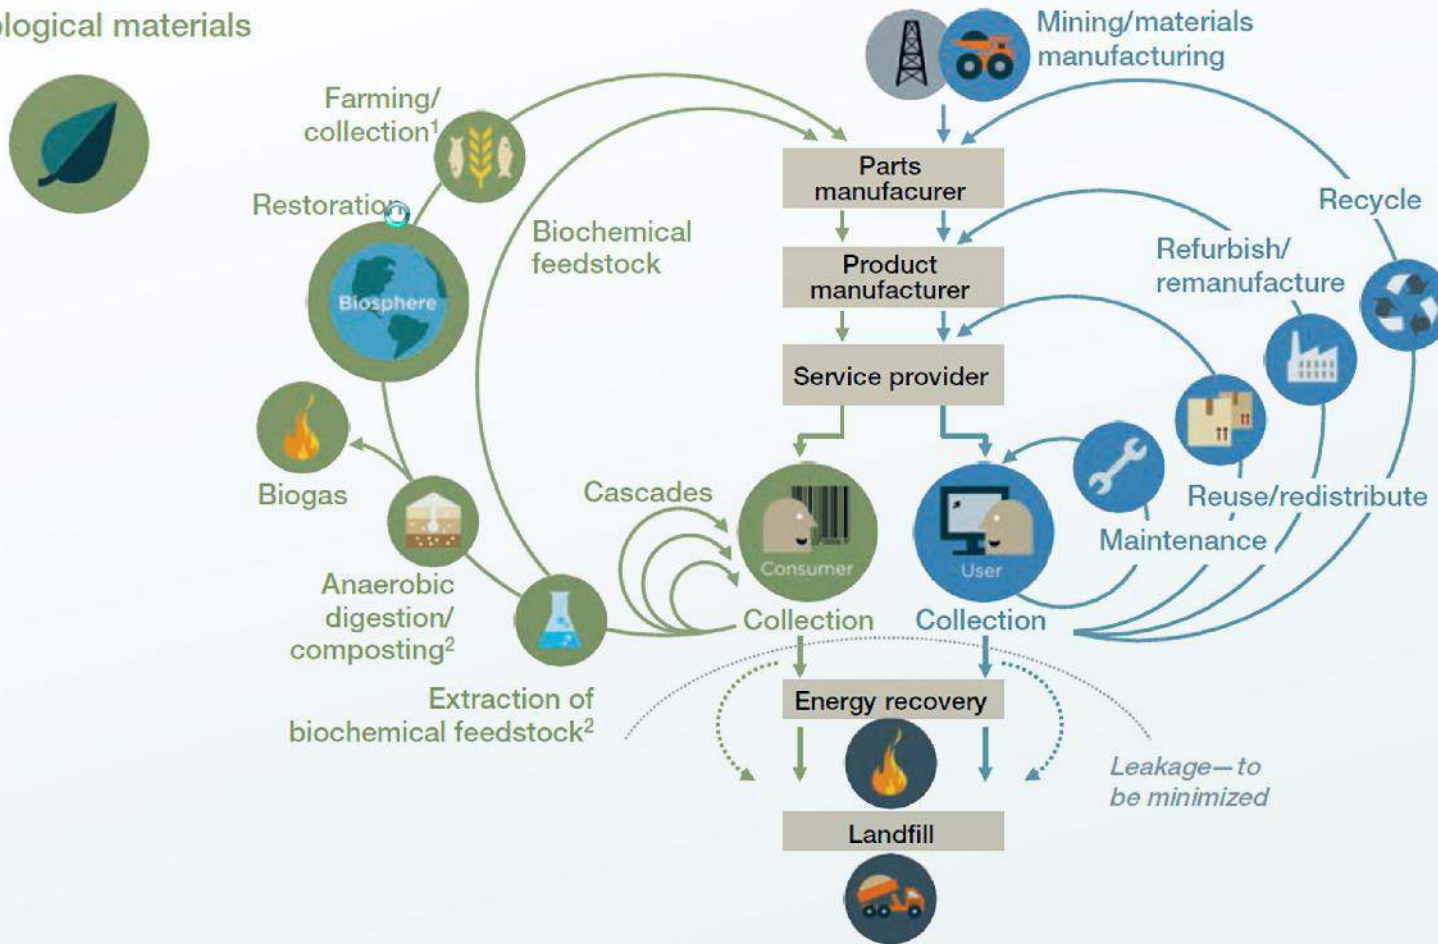 ological materials
Mining/materials
manufacturing
Farming/
collection¹
Parts
manufacurer
Recycle
Restoration
Biochemical
feedstock
Refurbish/
remanufacture
Product
manufacturer
Biosphere
Service provider
Biogas
Cascades
Reuse/redistribute
Maintenance
Consumer
User
Anaerobic
digestion/
composting²
Collection
Collection
Extraction of
biochemical feedstock²
Energy recovery
Leakage—to
be minimized
Landfill